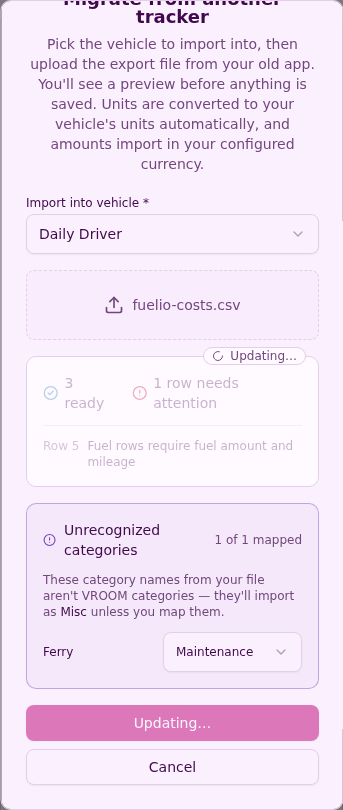 Migrate from another
tracker
Pick the vehicle to import into, then
upload the export file from your old app.
You'll see a preview before anything is
saved. Units are converted to your
vehicle's units automatically, and
amounts import in your configured
currency.
Import into vehicle *
Daily Driver
fuelio-costs.csv
Updating...
3
ready
1 row needs
attention
Row 5 Fuel rows require fuel amount and
mileage
Unrecognized
categories
1 of 1 mapped
These category names from your file
aren't VROOM categories — they'll import
as Misc unless you map them.
Ferry
Maintenance
Updating...
Cancel